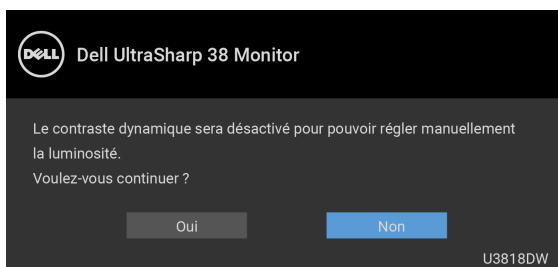 DELL
Dell UltraSharp 38 Monitor
Le contraste dynamique sera désactivé pour pouvoir régler manuellement
la luminosité.
Voulez-vous continuer ?
Oui
Non
U3818DW